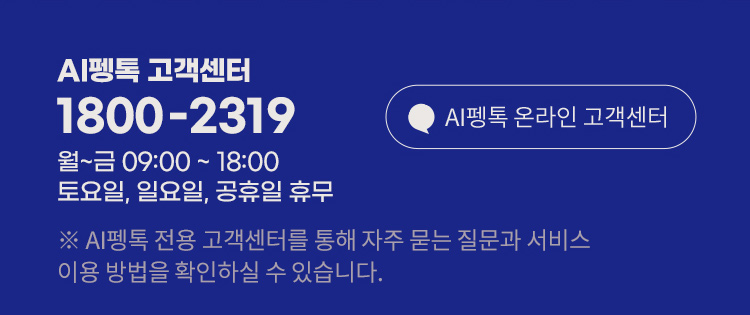 AI펭톡 고객센터
1800-2319
월~금 09:00 ~ 18:00
토요일, 일요일, 공휴일 휴무
AI펭톡 온라인 고객센터
※ AI펭톡 전용 고객센터를 통해 자주 묻는 질문과 서비스
이용 방법을 확인하실 수 있습니다.